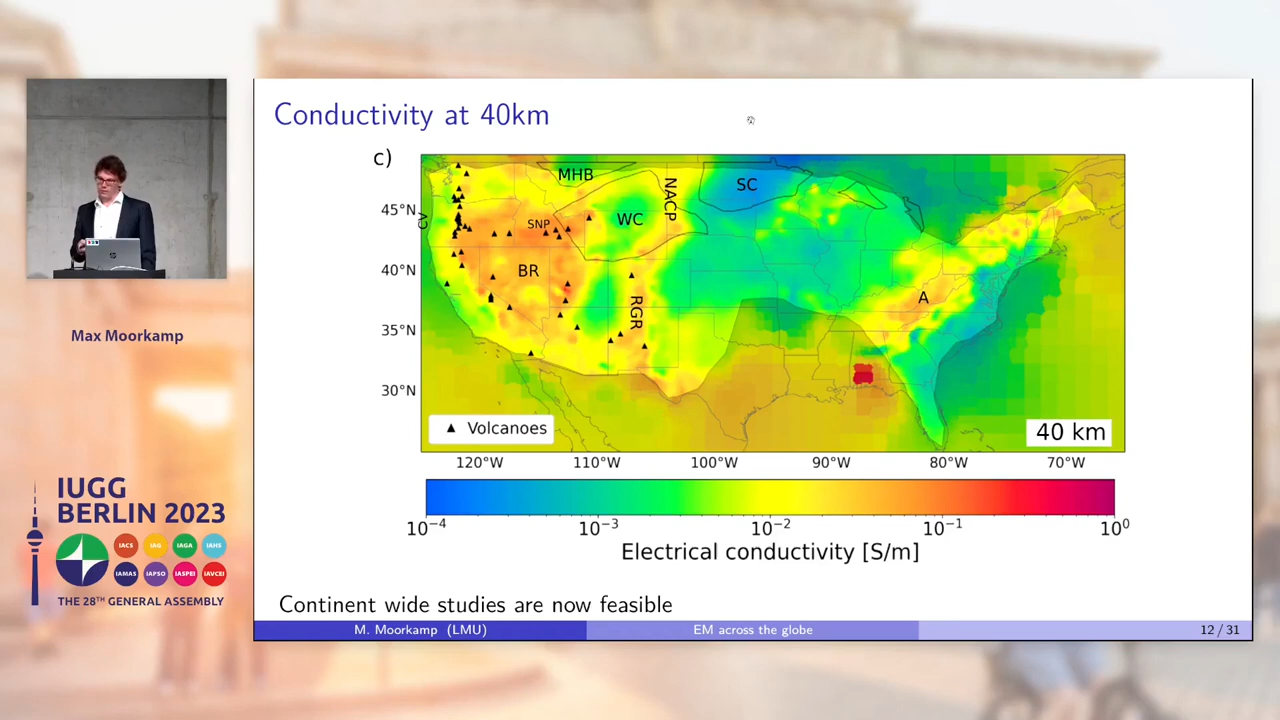 Conductivity at 40km
c)
MHB
NACP
SC
45°N
CV
SNP
WC
40°N
BR
A
RGR
35°N
30°N
Volcanoes
40 km
120°W 110°W 100°W 90°W 80°W 70°W
10⁻⁴ 10⁻³ 10⁻² 10⁻¹ 10⁰
Electrical conductivity [S/m]
Continent wide studies are now feasible
M. Moorkamp (LMU) EM across the globe 12 / 31
Max Moorkamp
IUGG
BERLIN 2023
IACS IAG IAGA IAHS
IAMAS IAPSO IASPEI IAVCEI
THE 28TH GENERAL ASSEMBLY